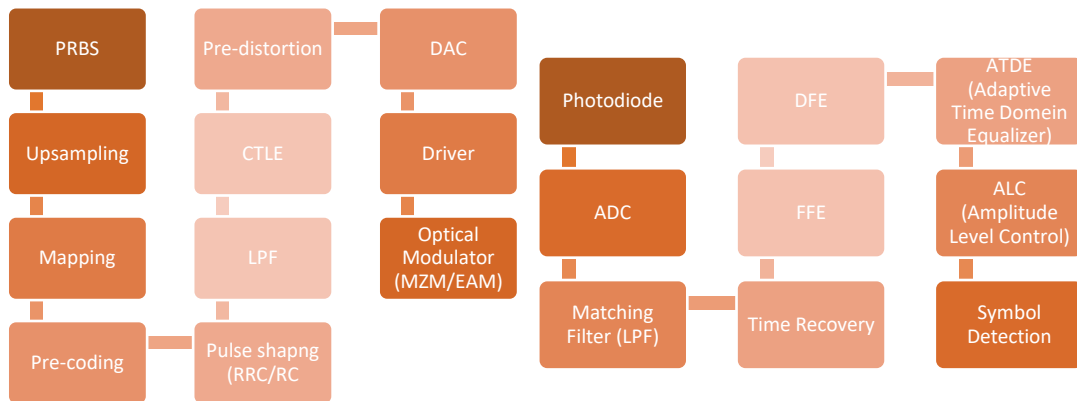 PRBS
Upsampling
Mapping
Pre-coding
Pulse shapng
(RRC/RC
LPF
CTLE
Pre-distortion
DAC
Driver
Optical
Modulator
(MZM/EAM)
Photodiode
ADC
Matching
Filter (LPF)
Time Recovery
FFE
DFE
ATDE
(Adaptive
Time Domain
Equalizer)
ALC
(Amplitude
Level Control)
Symbol
Detection